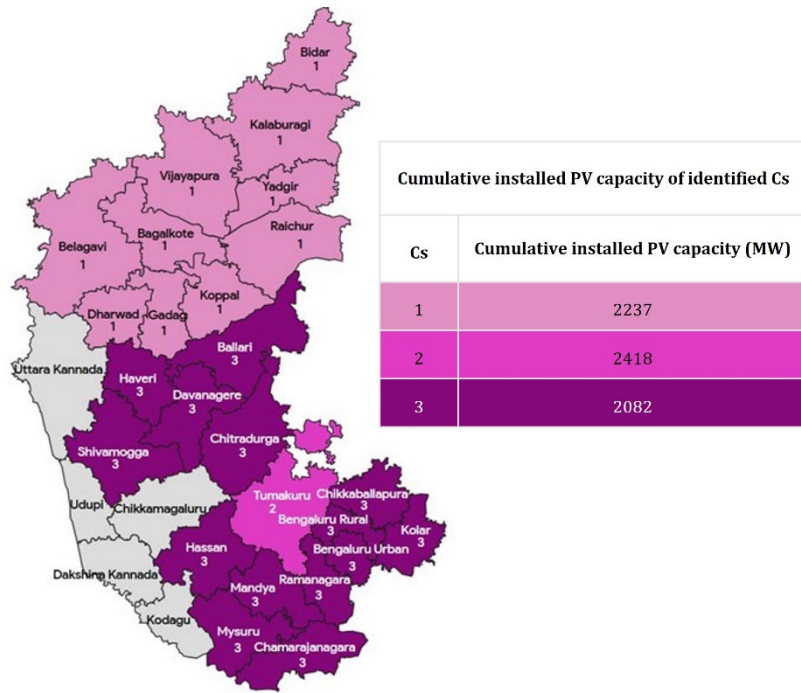 Bidar
1
Kalaburagi
1
Vijayapura
1
Yadgir
1
Belagavi
1
Bagalkote
1
Raichur
1
Dharwad
1
Gadag
1
Koppal
1
Uttara Kannada
Haveri
3
Ballari
3
Davanagere
3
Shivamogga
3
Chitradurga
3
Udupi
Chikkamagaluru
Tumakuru
2
Chikkaballapura
3
Bengaluru Rural
3
Kolar
3
Hassan
3
Bengaluru Urban
3
Dakshina Kannada
Mandya
3
Ramanagara
3
Kodagu
Mysuru
3
Chamarajanagara
3
Cumulative installed PV capacity of identified Cs
Cs Cumulative installed PV capacity (MW)
1 2237
2 2418
3 2082